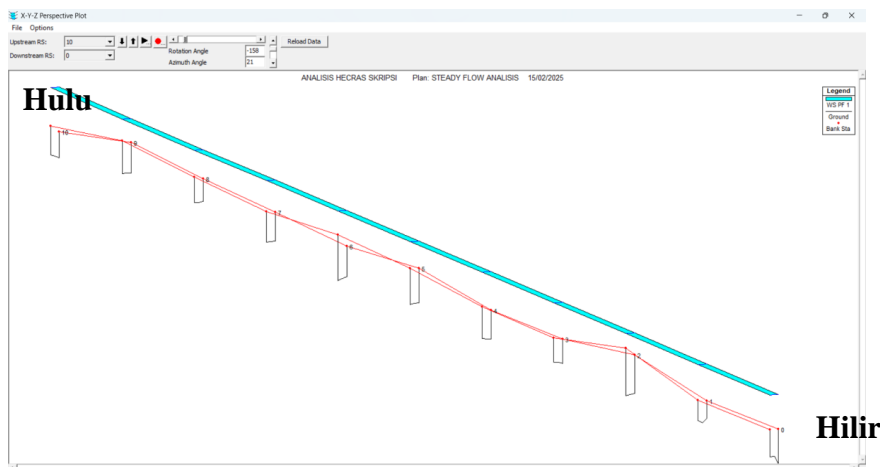 X-Y-Z Perspective Plot
File Options
Upstream RS: 10
Downstream RS: 0
Rotation Angle -158
Azimuth Angle 21
Reload Data
ANALISIS HECRAS SKRIPSI Plan: STEADY FLOW ANALYSIS 15/02/2025
Legend
WS PF 1
Ground
Bank Sta
Hulu
10
9
8
7
6
5
4
3
2
1
0
Hilir